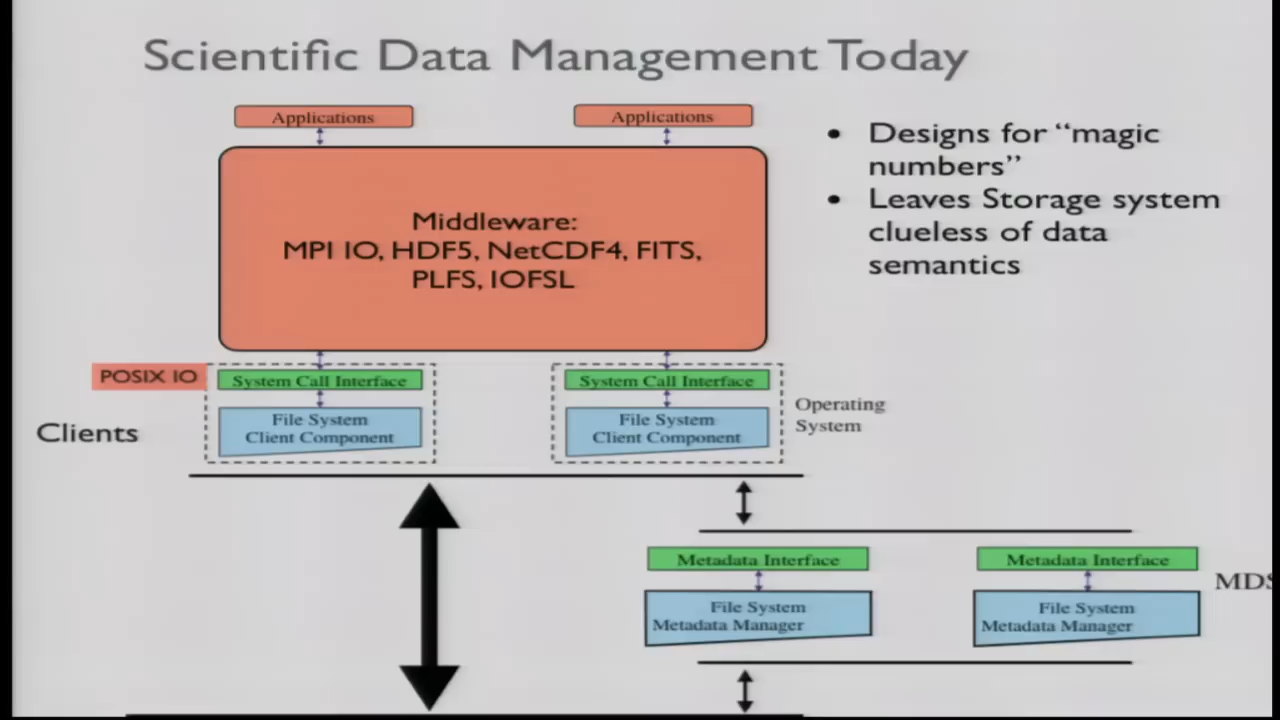 Scientific Data Management Today
Applications
Applications
Designs for “magic
numbers”
Leaves Storage system
clueless of data
semantics
Middleware:
MPI IO, HDF5, NetCDF4, FITS,
PLFS, IOFSL
POSIX IO
System Call Interface
System Call Interface
File System
Client Component
File System
Client Component
Operating
System
Clients
Metadata Interface
Metadata Interface
MDS
File System
Metadata Manager
File System
Metadata Manager